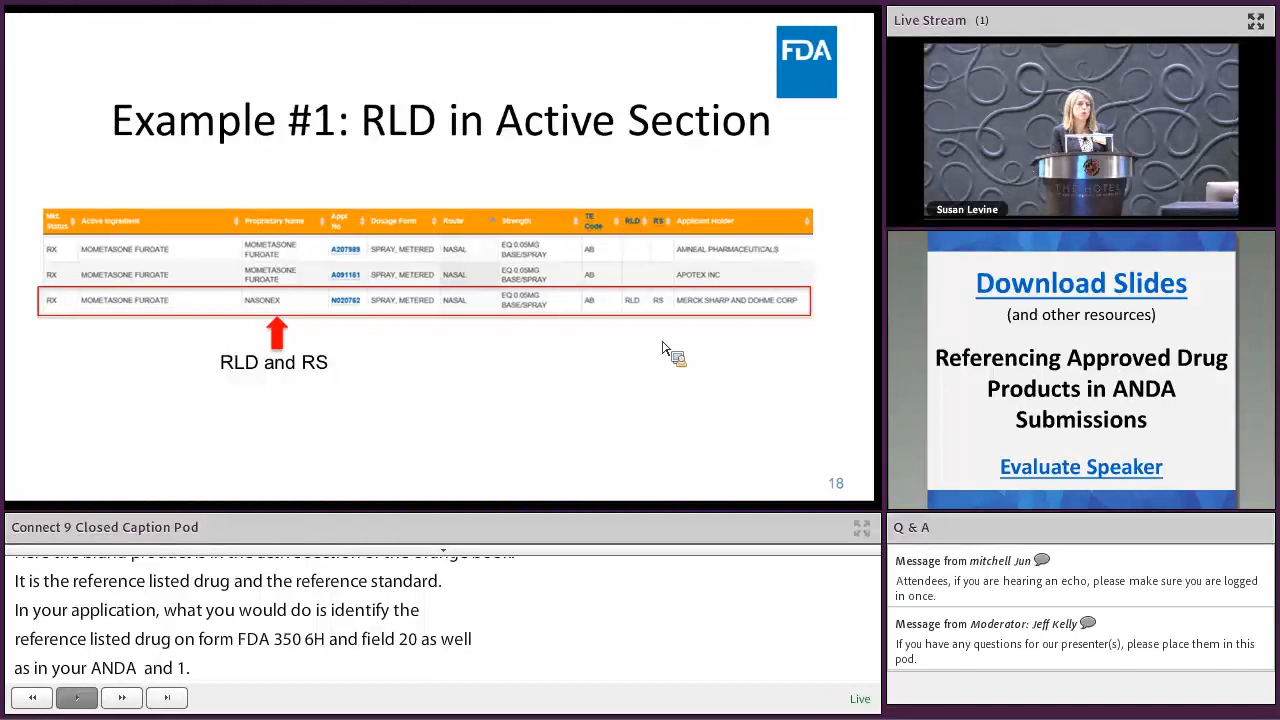 FDA
Example #1: RLD in Active Section
Mkt. Status Active Ingredient Proprietary Name Appl No Dosage Form Route Strength TE Code RLD RS Applicant Holder
RX MOMETASONE FUROATE MOMETASONE FUROATE A207989 SPRAY, METERED NASAL EQ 0.05MG BASE/SPRAY AB AMNEAL PHARMACEUTICALS
RX MOMETASONE FUROATE MOMETASONE FUROATE A091161 SPRAY, METERED NASAL EQ 0.05MG BASE/SPRAY AB APOTEX INC
RX MOMETASONE FUROATE NASONEX N020762 SPRAY, METERED NASAL EQ 0.05MG BASE/SPRAY AB RLD RS MERCK SHARP AND DOHME CORP
RLD and RS
18
Live Stream (1)
THE HOTEL
Susan Levine
Download Slides
(and other resources)
Referencing Approved Drug
Products in ANDA
Submissions
Evaluate Speaker
Connect 9 Closed Caption Pod
It is the reference listed drug and the reference standard.
In your application, what you would do is identify the
reference listed drug on form FDA 350 6H and field 20 as well
as in your ANDA and 1.
Live
Q & A
Message from mitchell Jun
Attendees, if you are hearing an echo, please make sure you are logged
in once.
Message from Moderator: Jeff Kelly
If you have any questions for our presenter(s), please place them in this
pod.